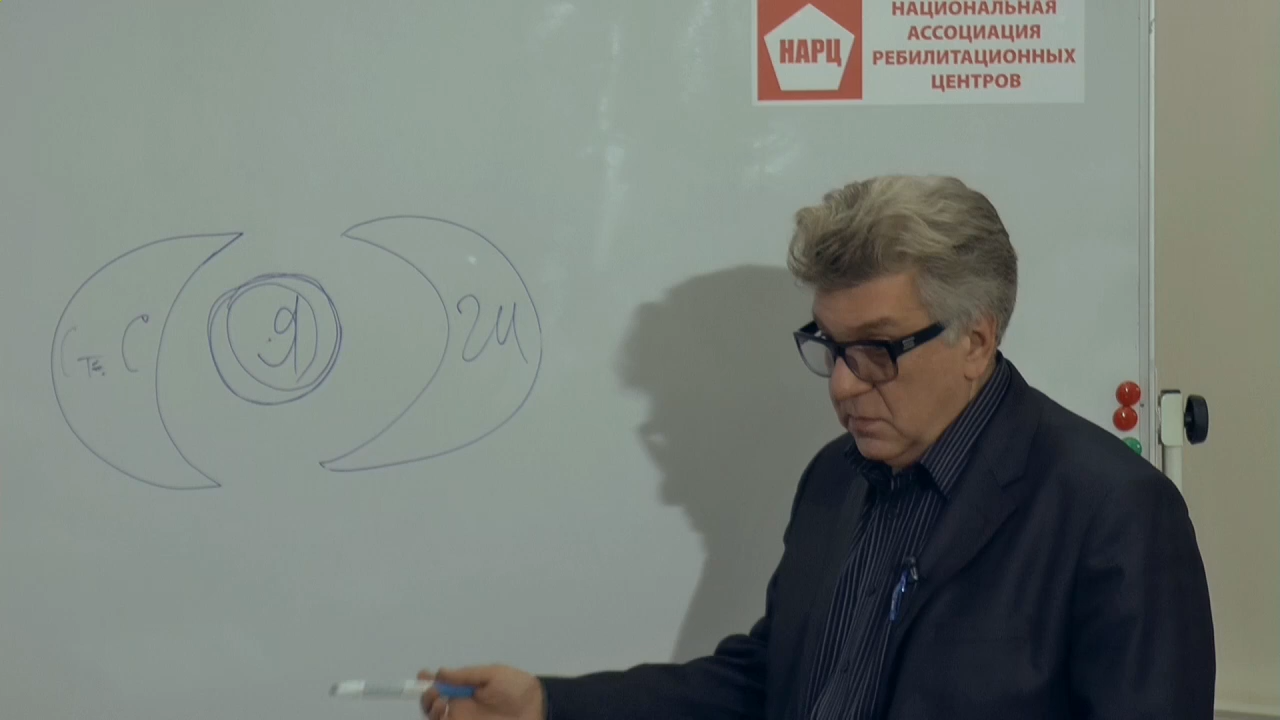 НАЦИОНАЛЬНАЯ
АССОЦИАЦИЯ
РЕБИЛИТАЦИОННЫХ
ЦЕНТРОВ
НАРЦ
Я